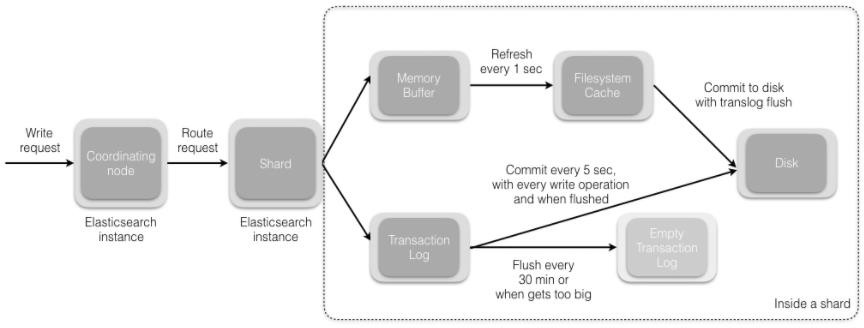 Write
request
Coordinating
node
Elasticsearch
instance
Route
request
Shard
Elasticsearch
instance
Memory
Buffer
Refresh
every 1 sec
Filesystem
Cache
Commit to disk
with translog flush
Commit every 5 sec,
with every write operation
and when flushed
Disk
Transaction
Log
Flush every
30 min or
when gets too big
Empty
Transaction
Log
Inside a shard